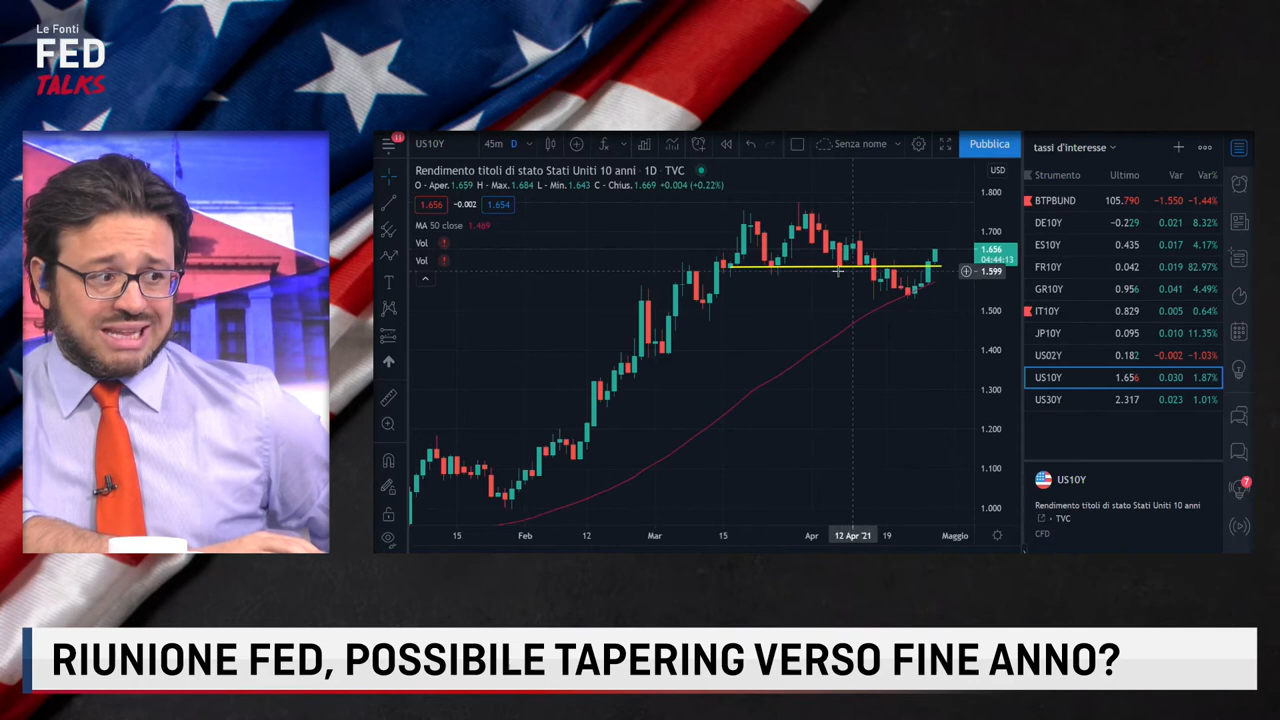 Le Fonti
FED
TALKS
11
US10Y
45m D
Senza nome
Pubblica
Rendimento titoli di stato Stati Uniti 10 anni · 1D · TVC
O - Aper. 1.659 H - Max. 1.684 L - Min. 1.643 C - Chius. 1.669 +0.004 (+0.22%)
1.656 -0.002 1.654
MA 50 close 1.469
Vol
Vol
USD
1.800
1.700
1.656
04:44:13
1.599
1.500
1.400
1.300
1.200
1.100
1.000
15 Feb 12 Mar 15 Apr 12 Apr '21 19 Maggio
tassi d'interesse
Strumento Ultimo Var Var%
BTPBUND 105.790 −1.550 −1.44%
DE10Y −0.229 0.021 8.32%
ES10Y 0.435 0.017 4.17%
FR10Y 0.042 0.019 82.97%
GR10Y 0.956 0.041 4.49%
IT10Y 0.829 0.005 0.64%
JP10Y 0.095 0.010 11.35%
US02Y 0.182 −0.002 −1.03%
US10Y 1.656 0.030 1.87%
US30Y 2.317 0.023 1.01%
US10Y
Rendimento titoli di stato Stati Uniti 10 anni
· TVC
CFD
7
RIUNIONE FED, POSSIBILE TAPERING VERSO FINE ANNO?